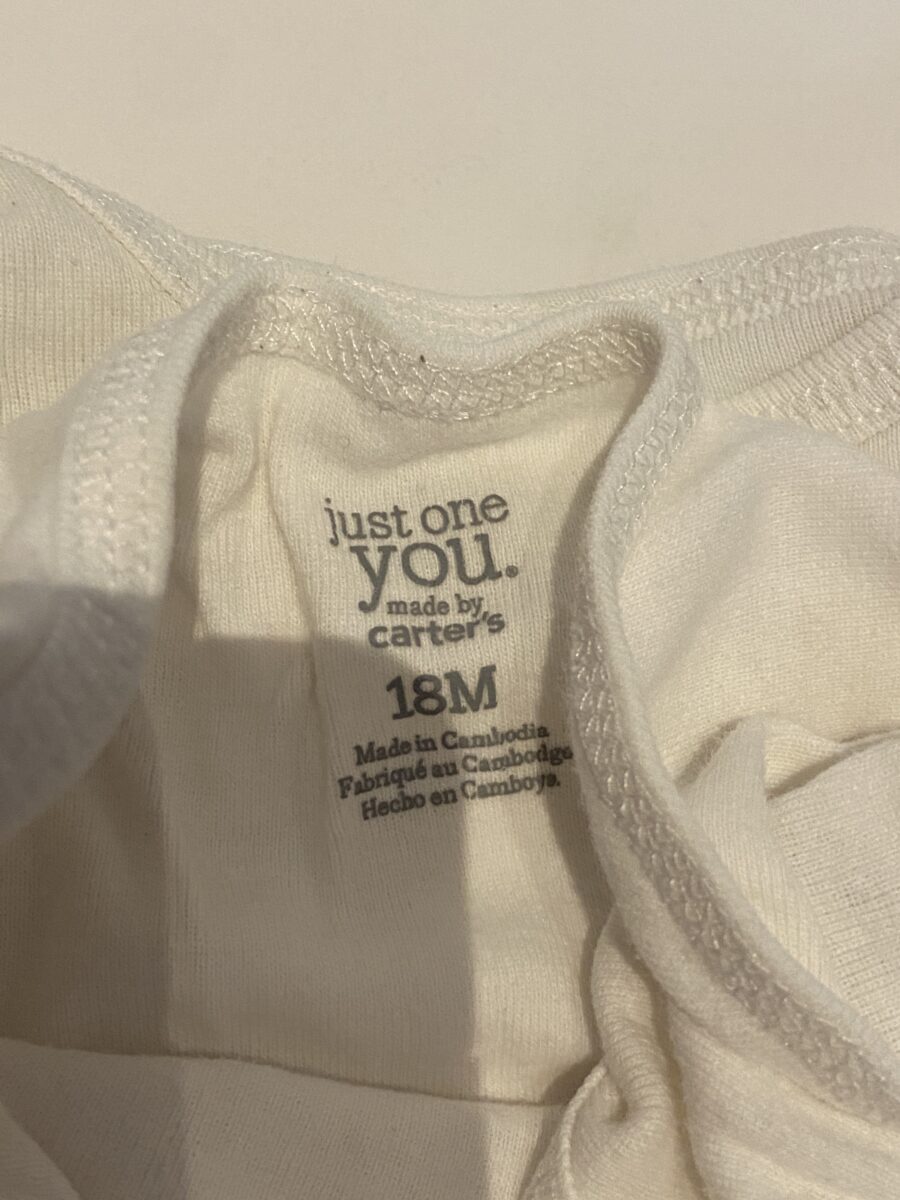 just one
you.
made by
carter's
18M
Made in Cambodia
Fabriqué au Cambodge
Hecho en Camboya.